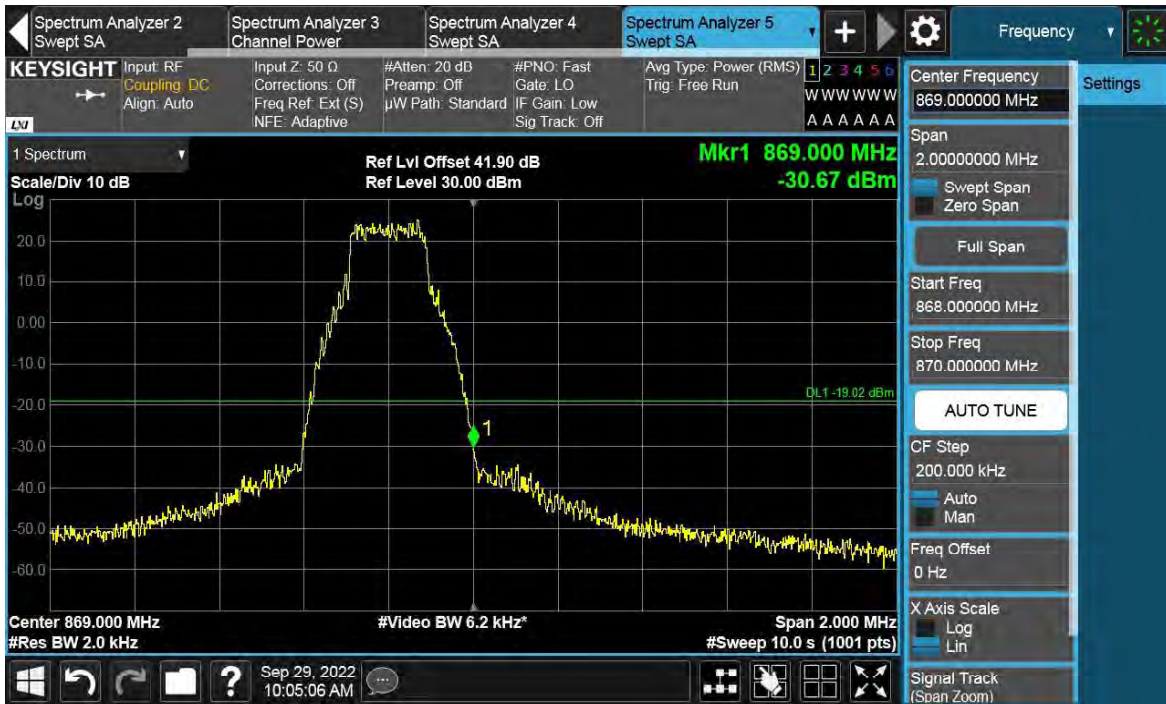 Spectrum Analyzer 2
Swept SA
Spectrum Analyzer 3
Channel Power
Spectrum Analyzer 4
Swept SA
Spectrum Analyzer 5
Swept SA
Frequency
KEYSIGHT
LXI
Input: RF
Coupling: DC
Align: Auto
Input Z: 50 Ω
Corrections: Off
Freq Ref: Ext (S)
NFE: Adaptive
#Atten: 20 dB
Preamp: Off
µW Path: Standard
#PNO: Fast
Gate: LO
IF Gain: Low
Sig Track: Off
Avg Type: Power (RMS)
Trig: Free Run
1 2 3 4 5 6
W W W W W W
A A A A A A
1 Spectrum
Scale/Div 10 dB
Log
Ref Lvl Offset 41.90 dB
Ref Level 30.00 dBm
Mkr1 869.000 MHz
-30.67 dBm
20.0
10.0
0.00
-10.0
-20.0
-30.0
-40.0
-50.0
-60.0
DL1 -19.02 dBm
1
Center 869.000 MHz
#Res BW 2.0 kHz
#Video BW 6.2 kHz*
Span 2.000 MHz
#Sweep 10.0 s (1001 pts)
?
Sep 29, 2022
10:05:06 AM
Center Frequency
869.000000 MHz
Span
2.00000000 MHz
Swept Span
Zero Span
Full Span
Start Freq
868.000000 MHz
Stop Freq
870.000000 MHz
AUTO TUNE
CF Step
200.000 kHz
Auto
Man
Freq Offset
0 Hz
X Axis Scale
Log
Lin
Signal Track
(Span Zoom)
Settings